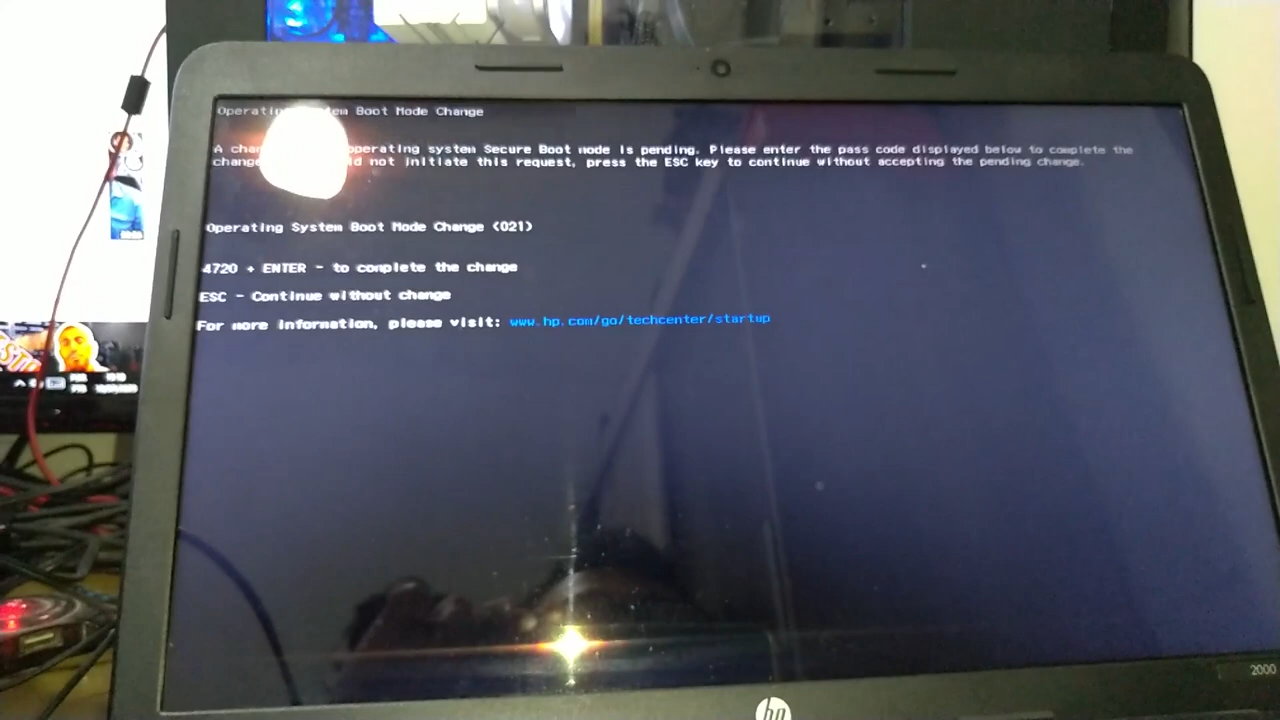 Operating System Boot Mode Change
A operating system Secure Boot mode is pending. Please enter the pass code displayed below to complete the
change not initiate this request, press the ESC key to continue without accepting the pending change.
Operating System Boot Mode Change (021)
4720 + ENTER - to complete the change
ESC - Continue without change
For more information, please visit: www.hp.com/go/techcenter/startup
2000
hp